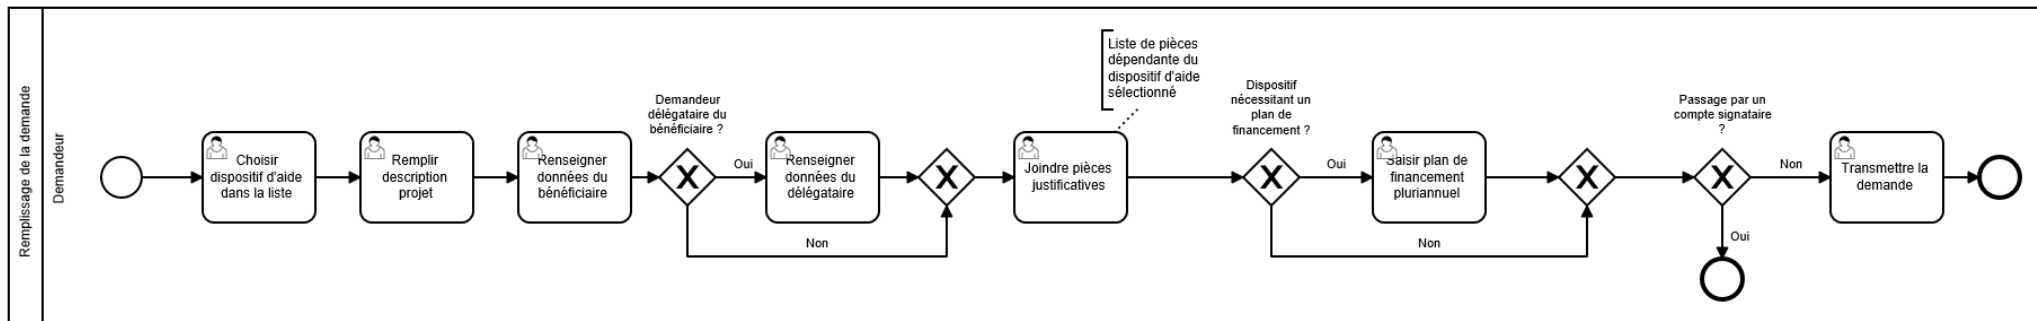 Remplissage de la demande
Demandeur
Choisir
dispositif d'aide
dans la liste
Remplir
description
projet
Renseigner
données du
bénéficiaire
Demandeur
délégataire du
bénéficiaire ?
Oui
Non
Renseigner
données du
délégataire
Joindre pièces
justificatives
Liste de pièces
dépendante du
dispositif d'aide
sélectionné
Dispositif
nécessitant un
plan de
financement ?
Oui
Non
Saisir plan de
financement
pluriannuel
Passage par un
compte signataire
?
Non
Oui
Transmettre la
demande